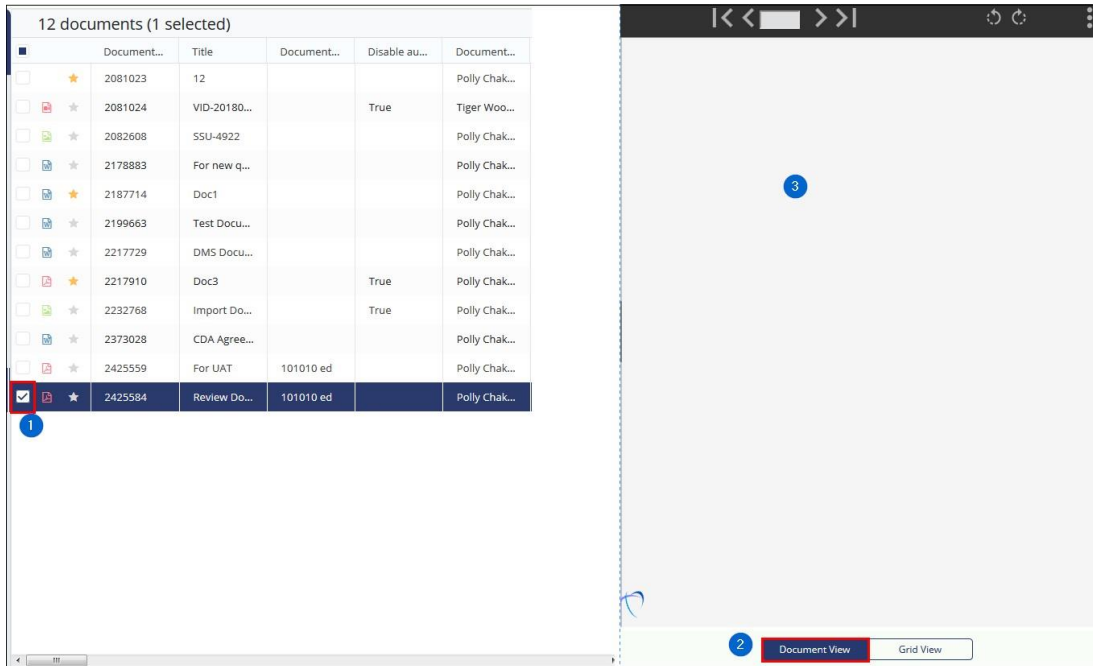 12 documents (1 selected)
Document... Title Document... Disable au... Document...
2081023 12 Polly Chak...
2081024 VID-20180... True Tiger Woo...
2082608 SSU-4922 Polly Chak...
2178883 For new q... Polly Chak...
2187714 Doc1 Polly Chak...
2199663 Test Docu... Polly Chak...
2217729 DMS Docu... Polly Chak...
2217910 Doc3 True Polly Chak...
2232768 Import Do... True Polly Chak...
2373028 CDA Agree... Polly Chak...
2425559 For UAT 101010 ed Polly Chak...
2425584 Review Do... 101010 ed Polly Chak...
1
3
2 Document View Grid View